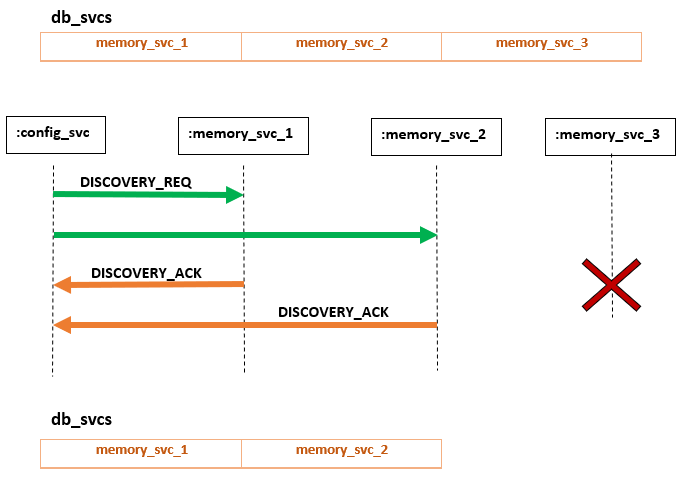 db_svcs
memory_svc_1 memory_svc_2 memory_svc_3
:config_svc :memory_svc_1 :memory_svc_2 :memory_svc_3
DISCOVERY_REQ
DISCOVERY_ACK
DISCOVERY_ACK
db_svcs
memory_svc_1 memory_svc_2